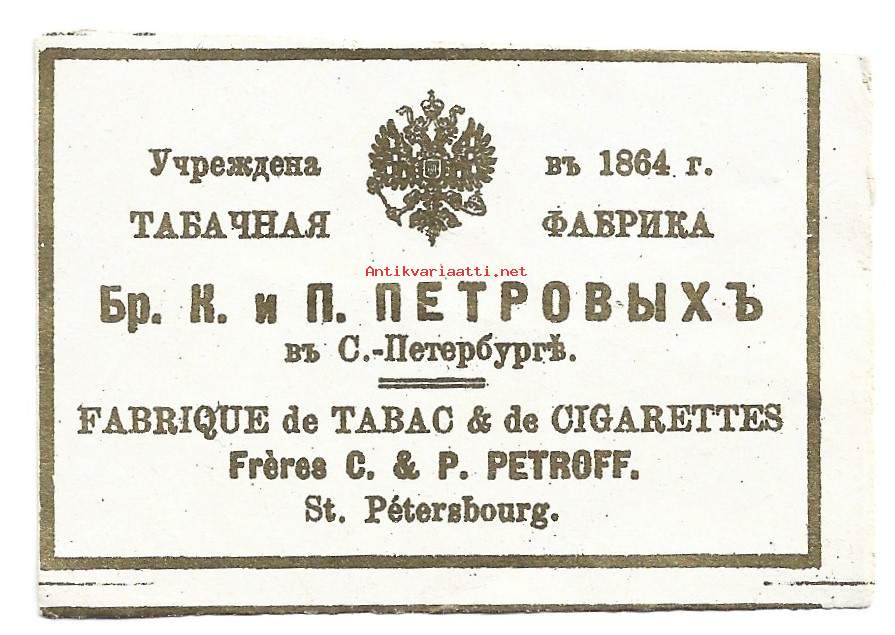 Учреждена въ 1864 г.
ТАБАЧНАЯ ФАБРИКА
Antikvariaatti.net
Бр. К. и П. ПЕТРОВЫХЪ
въ С.-Петербургѣ.
FABRIQUE de TABAC & de CIGARETTES
Frères C. & P. PETROFF.
St. Pétersbourg.